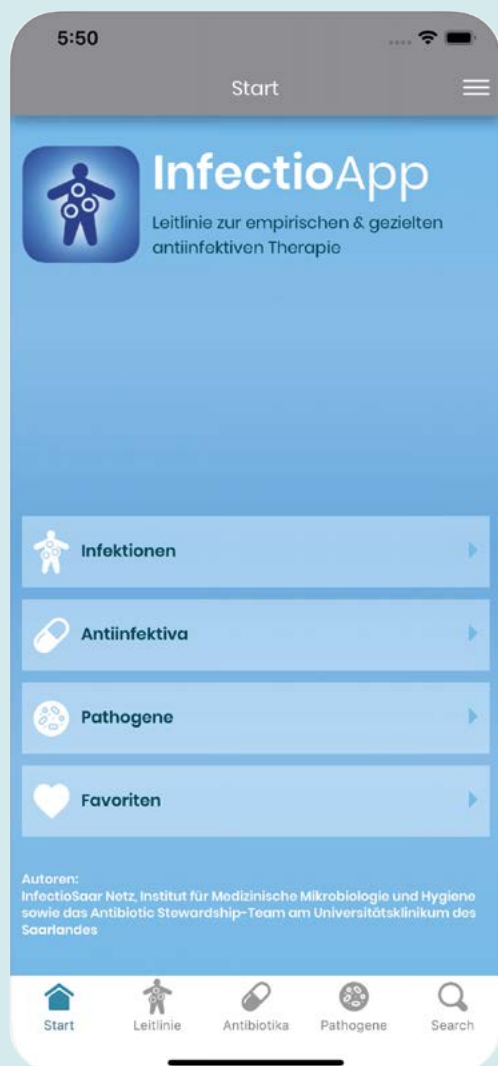 5:50
Start
InfectioApp
Leitlinie zur empirischen & gezielten
antiinfektiven Therapie
Infektionen
Antiinfektiva
Pathogene
Favoriten
Autoren:
InfectioSaar Netz, Institut für Medizinische Mikrobiologie und Hygiene
sowie das Antibiotic Stewardship-Team am Universitätsklinikum des
Saarlandes
Start Leitlinie Antibiotika Pathogene Search